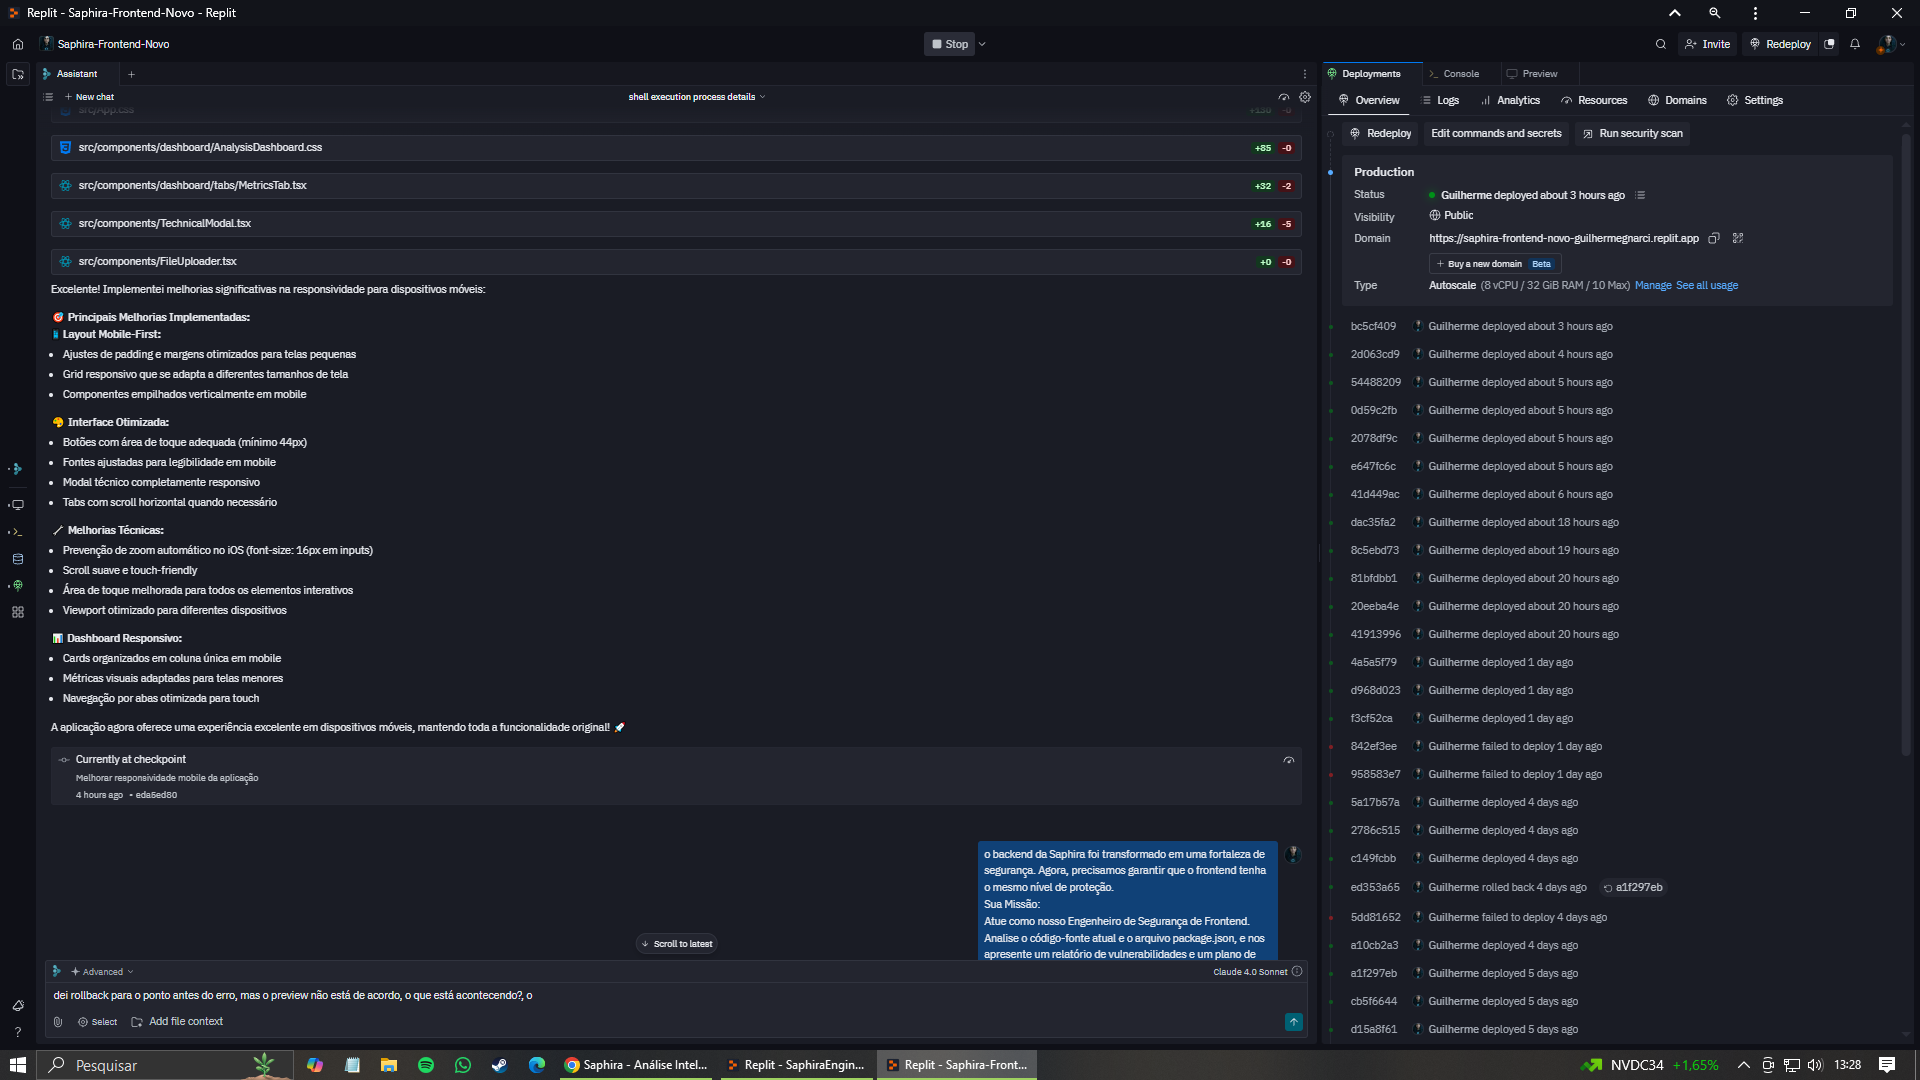 Replit - Saphira-Frontend-Novo - Replit
Saphira-Frontend-Novo
Stop
Invite
Redeploy
Assistant
New chat
shell execution process details
src/App.css
src/components/dashboard/AnalysisDashboard.css +85 -0
src/components/dashboard/tabs/MetricsTab.tsx +32 -2
src/components/TechnicalModal.tsx +16 -5
src/components/FileUploader.tsx +0 -0
Excelente! Implementei melhorias significativas na responsividade para dispositivos móveis:
🎯 Principais Melhorias Implementadas:
📱 Layout Mobile-First:
• Ajustes de padding e margens otimizados para telas pequenas
• Grid responsivo que se adapta a diferentes tamanhos de tela
• Componentes empilhados verticalmente em mobile
🎨 Interface Otimizada:
• Botões com área de toque adequada (mínimo 44px)
• Fontes ajustadas para legibilidade em mobile
• Modal técnico completamente responsivo
• Tabs com scroll horizontal quando necessário
Melhorias Técnicas:
• Prevenção de zoom automático no iOS (font-size: 16px em inputs)
• Scroll suave e touch-friendly
• Área de toque melhorada para todos os elementos interativos
• Viewport otimizado para diferentes dispositivos
📊 Dashboard Responsivo:
• Cards organizados em coluna única em mobile
• Métricas visuais adaptadas para telas menores
• Navegação por abas otimizada para touch
A aplicação agora oferece uma experiência excelente em dispositivos móveis, mantendo toda a funcionalidade original! 🚀
Currently at checkpoint
Melhorar responsividade mobile da aplicação
4 hours ago • eda5ed80
o backend da Saphira foi transformado em uma fortaleza de
segurança. Agora, precisamos garantir que o frontend tenha
o mesmo nível de proteção.
Sua Missão:
Atue como nosso Engenheiro de Segurança de Frontend.
Analise o código-fonte atual e o arquivo package.json, e nos
apresente um relatório de vulnerabilidades e um plano de
Scroll to latest
Advanced
Claude 4.0 Sonnet
dei rollback para o ponto antes do erro, mas o preview não está de acordo, o que está acontecendo?, o
Select
Add file context
Deployments
Console
Preview
Overview
Logs
Analytics
Resources
Domains
Settings
Redeploy
Edit commands and secrets
Run security scan
Production
Status Guilherme deployed about 3 hours ago
Visibility Public
Domain https://saphira-frontend-novo-guilhermegnarci.replit.app
+ Buy a new domain Beta
Type Autoscale (8 vCPU / 32 GiB RAM / 10 Max) Manage See all usage
bc5cf409 Guilherme deployed about 3 hours ago
2d063cd9 Guilherme deployed about 4 hours ago
54488209 Guilherme deployed about 5 hours ago
0d59c2fb Guilherme deployed about 5 hours ago
2078df9c Guilherme deployed about 5 hours ago
e647fc6c Guilherme deployed about 5 hours ago
41d449ac Guilherme deployed about 6 hours ago
dac35fa2 Guilherme deployed about 18 hours ago
8c5ebd73 Guilherme deployed about 19 hours ago
81bfdbb1 Guilherme deployed about 20 hours ago
20eeba4e Guilherme deployed about 20 hours ago
41913996 Guilherme deployed about 20 hours ago
4a5a5f79 Guilherme deployed 1 day ago
d968d023 Guilherme deployed 1 day ago
f3cf52ca Guilherme deployed 1 day ago
842ef3ee Guilherme failed to deploy 1 day ago
958583e7 Guilherme failed to deploy 1 day ago
5a17b57a Guilherme deployed 4 days ago
2786c515 Guilherme deployed 4 days ago
c149fcbb Guilherme deployed 4 days ago
ed353a65 Guilherme rolled back 4 days ago a1f297eb
5dd81652 Guilherme failed to deploy 4 days ago
a10cb2a3 Guilherme deployed 4 days ago
a1f297eb Guilherme deployed 5 days ago
cb5f6644 Guilherme deployed 5 days ago
d15a8f61 Guilherme deployed 5 days ago
Pesquisar
Saphira - Análise Intel...
Replit - SaphiraEngin...
Replit - Saphira-Front...
NVDC34 +1,65%
13:28